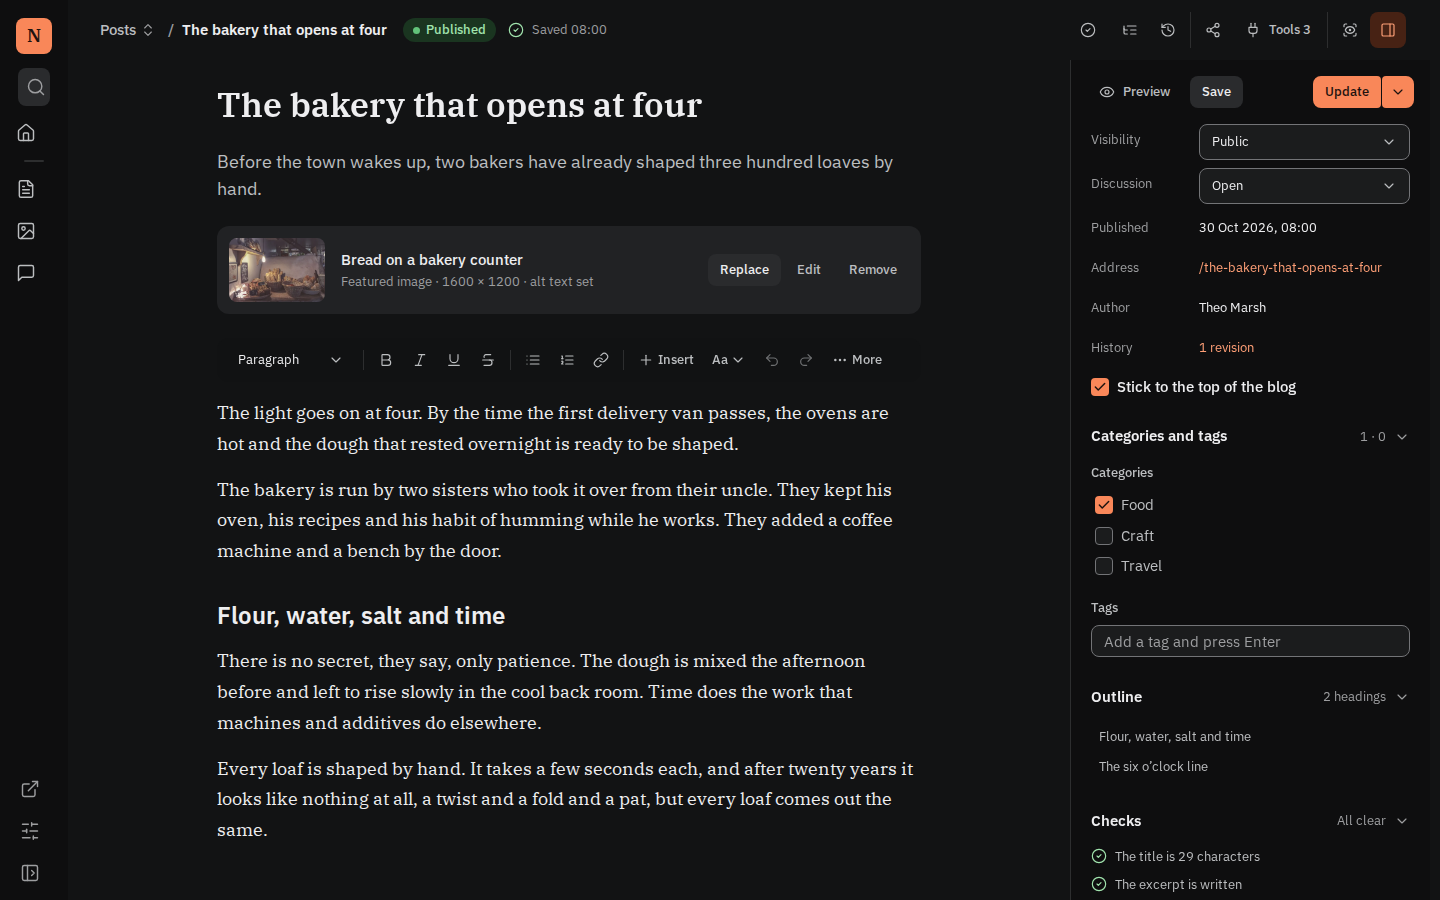 N
Posts / The bakery that opens at four Published Saved 08:00
Tools 3
Preview Save Update
The bakery that opens at four
Before the town wakes up, two bakers have already shaped three hundred loaves by
hand.
Bread on a bakery counter
Featured image · 1600 × 1200 · alt text set
Replace Edit Remove
Paragraph B I U S Insert Aa More
The light goes on at four. By the time the first delivery van passes, the ovens are
hot and the dough that rested overnight is ready to be shaped.
The bakery is run by two sisters who took it over from their uncle. They kept his
oven, his recipes and his habit of humming while he works. They added a coffee
machine and a bench by the door.
Flour, water, salt and time
There is no secret, they say, only patience. The dough is mixed the afternoon
before and left to rise slowly in the cool back room. Time does the work that
machines and additives do elsewhere.
Every loaf is shaped by hand. It takes a few seconds each, and after twenty years it
looks like nothing at all, a twist and a fold and a pat, but every loaf comes out the
same.
Visibility Public
Discussion Open
Published 30 Oct 2026, 08:00
Address /the-bakery-that-opens-at-four
Author Theo Marsh
History 1 revision
Stick to the top of the blog
Categories and tags 1 · 0
Categories
Food
Craft
Travel
Tags
Add a tag and press Enter
Outline 2 headings
Flour, water, salt and time
The six o’clock line
Checks All clear
The title is 29 characters
The excerpt is written